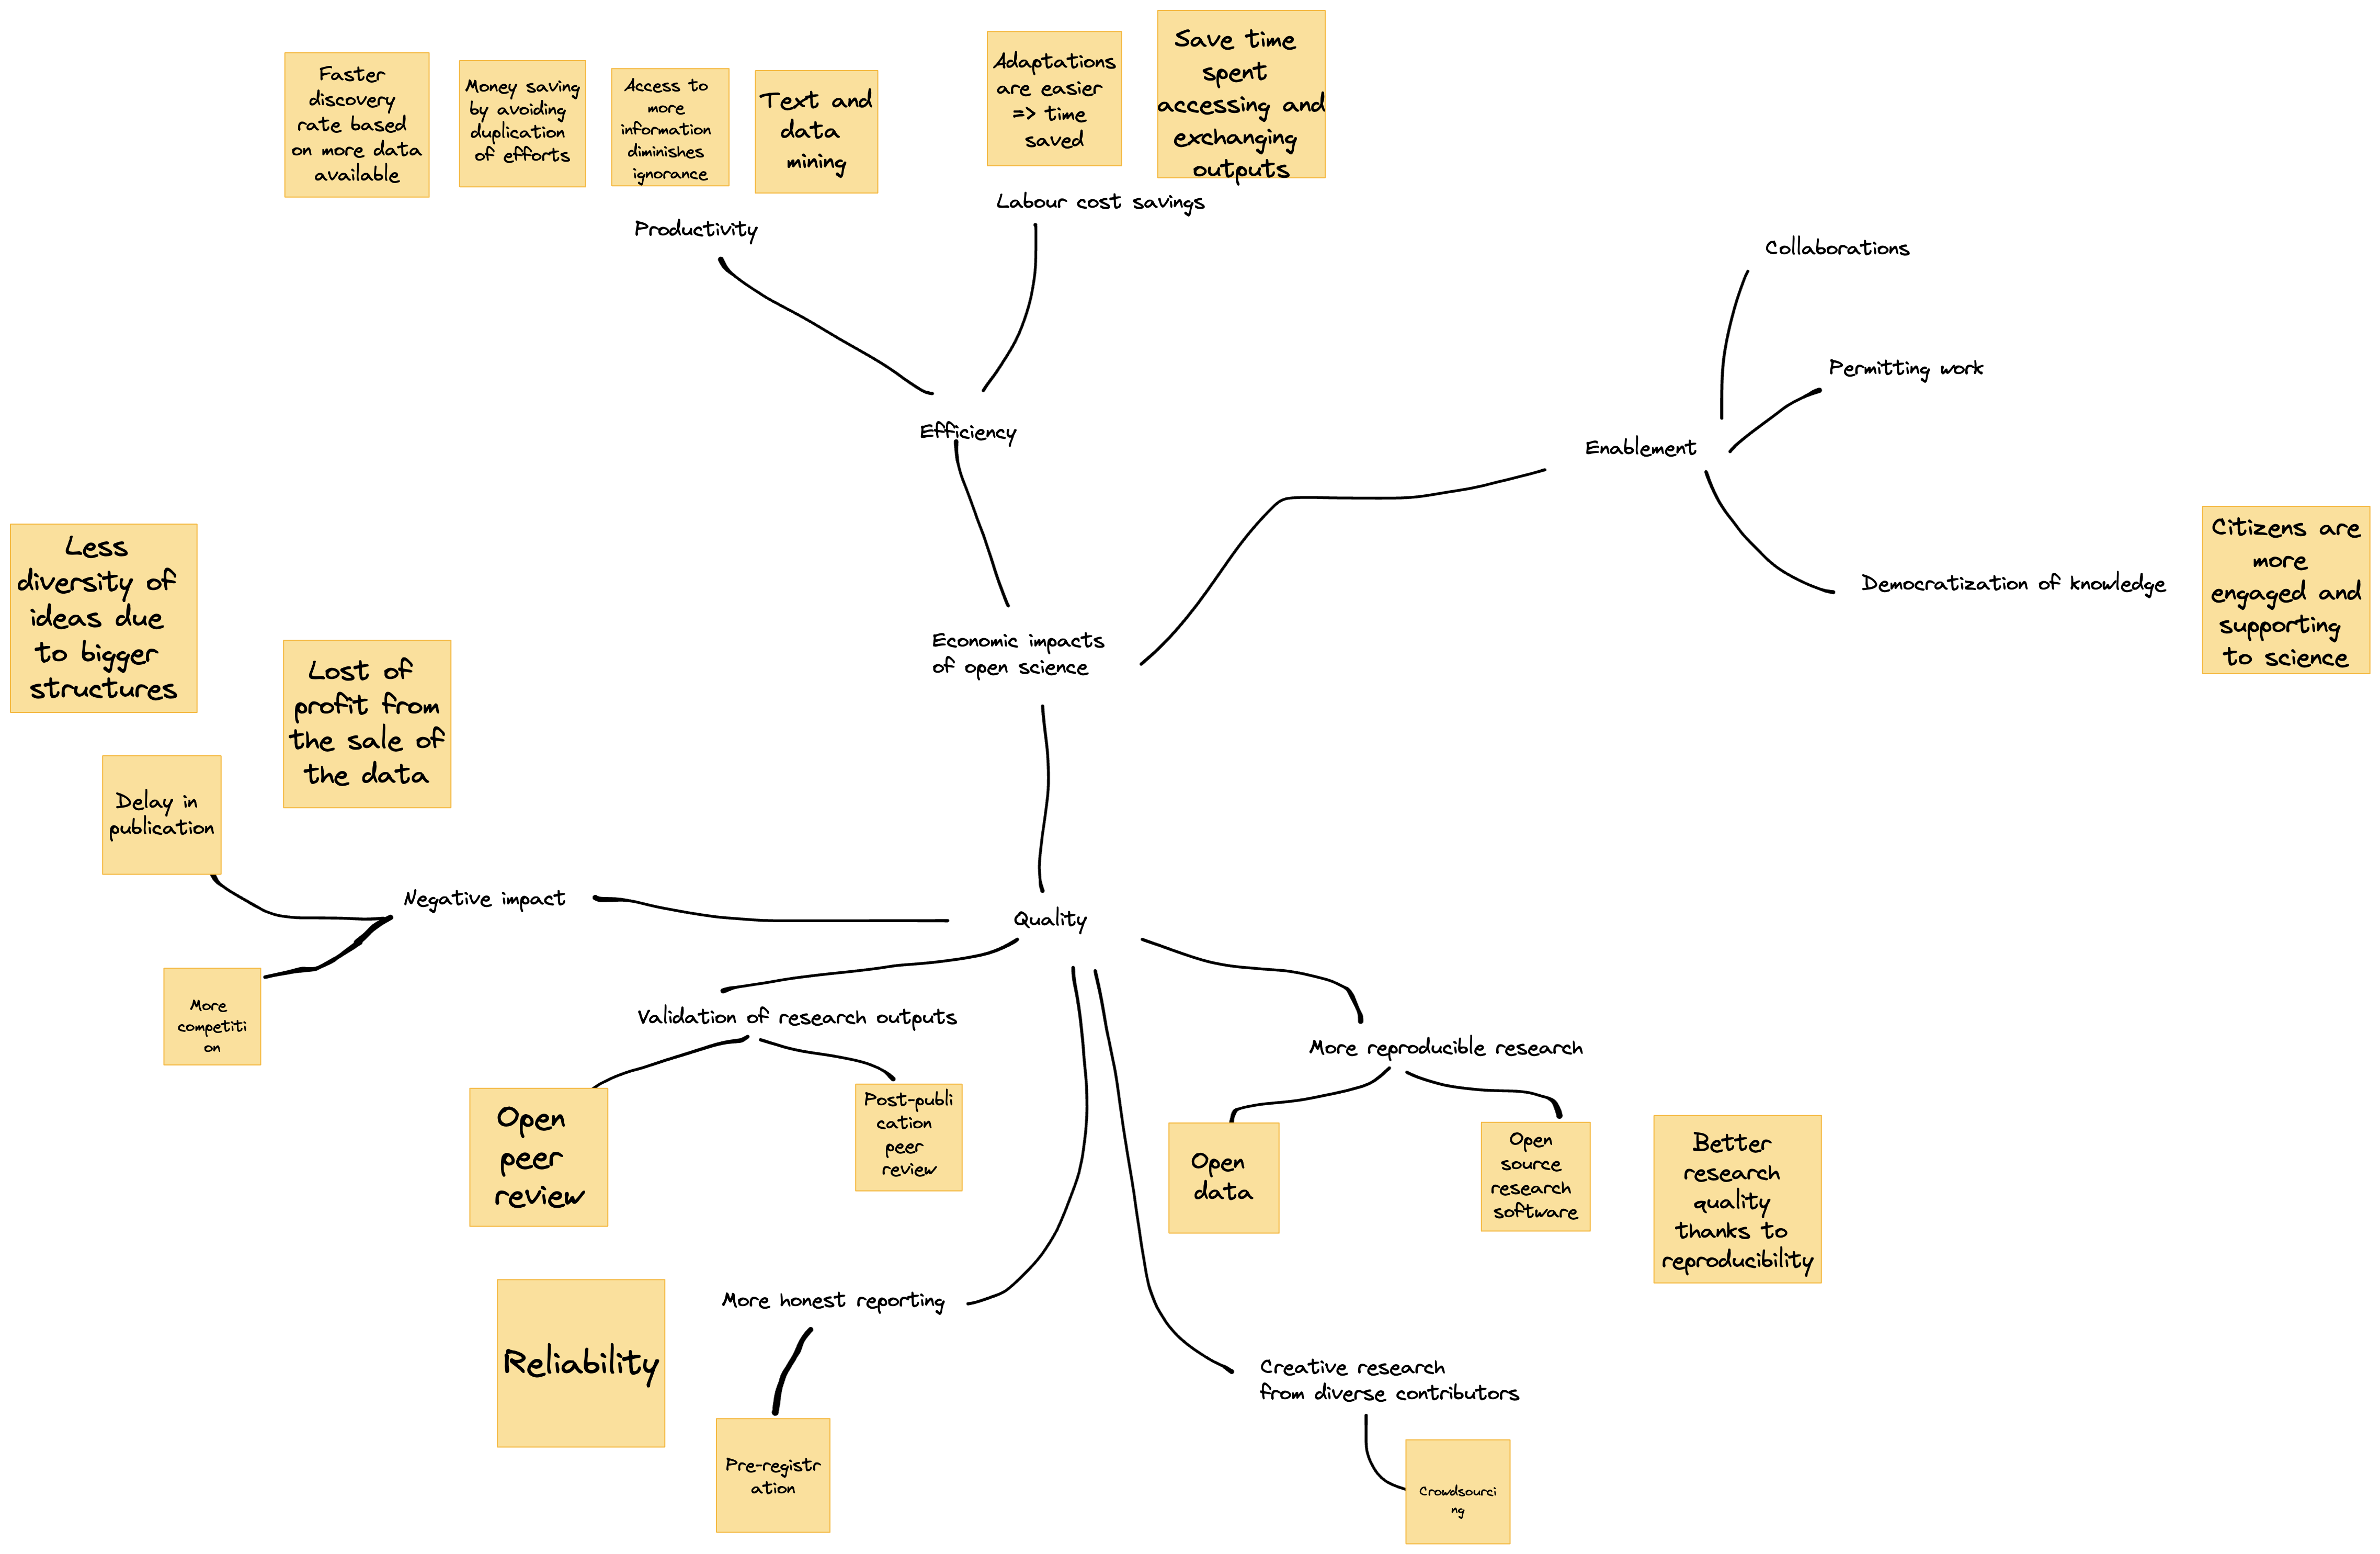 Faster
discovery
rate based
on more data
available
Money saving
by avoiding
duplication
of efforts
Access to
more
information
diminishes
ignorance
Text and
data
mining
Adaptations
are easier
=> time
saved
Save time
spent
accessing and
exchanging
outputs
Productivity
Labour cost savings
Collaborations
Permitting work
Efficiency
Enablement
Democratization of knowledge
Citizens are
more
engaged and
supporting
to science
Less
diversity of
ideas due
to bigger
structures
Lost of
profit from
the sale of
the data
Economic impacts
of open science
Delay in
publication
Negative impact
Quality
More
competiti
on
Validation of research outputs
More reproducible research
Open
peer
review
Post-publi
cation
peer
review
Open
data
Open
source
research
software
Better
research
quality
thanks to
reproducibility
Reliability
More honest reporting
Pre-registr
ation
Creative research
from diverse contributors
Crowdsourci
ng